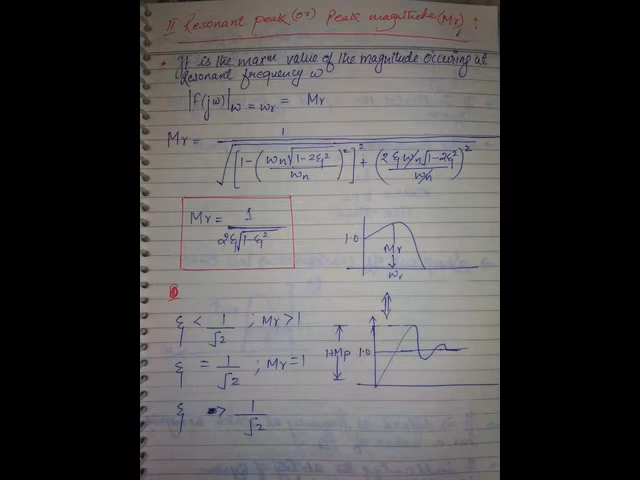 II Resonant peak (or) Peak magnitude (Mr) :
• It is the maxm value of the magnitude occuring at
Resonant frequency ω
|F(jω)|ω = ωr = Mr
Mr = 1 / √([1-(ωn√1-2ξ² / ωn)²]² + (2ξωn√1-2ξ² / ωn)²)
Mr = 1 / 2ξ√1-ξ²
1.0
Mr
ωr
ξ < 1/√2 ; Mr > 1
1+Mp
1.0
ξ = 1/√2 ; Mr = 1
ξ > 1/√2